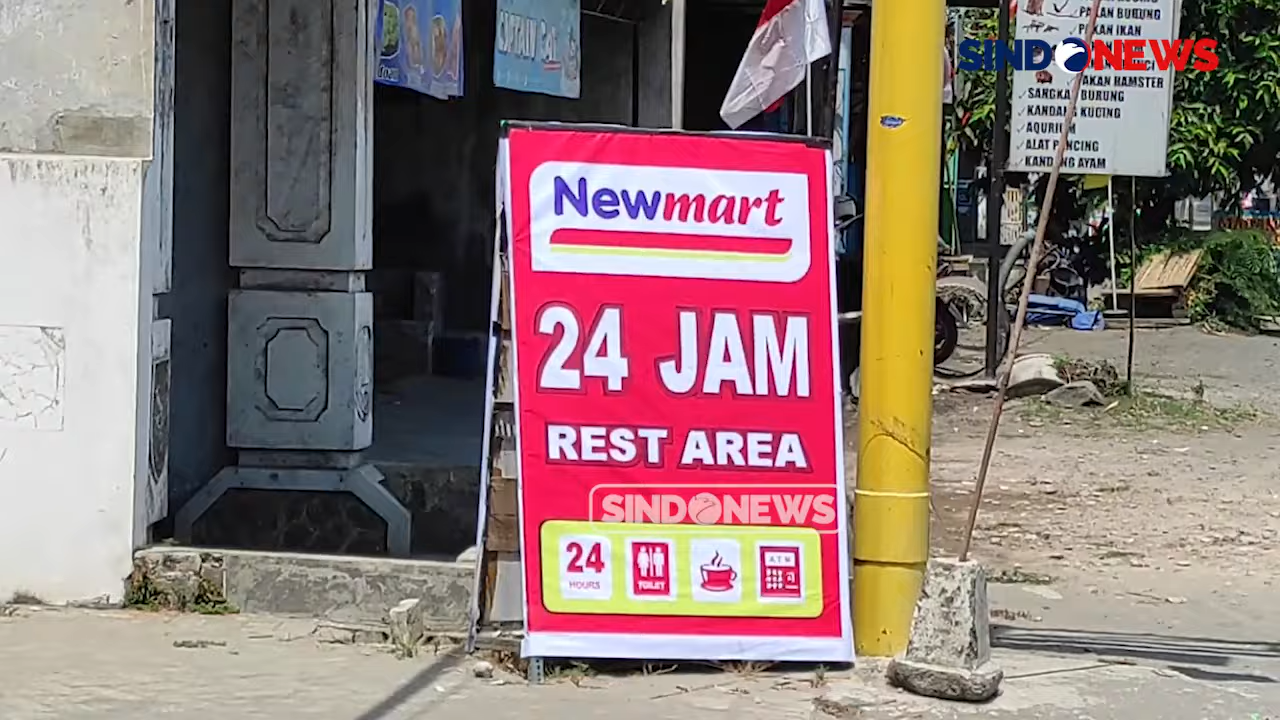 SINDONEWS
PAKAN BURUNG
PAKAN IKAN
PAKAN HAMSTER
SANGKAR BURUNG
KANDANG KUCING
AQURIUM
ALAT PANCING
KANDANG AYAM
Newmart
24 JAM
REST AREA
SINDONEWS
24
HOURS
TOILET
ATM